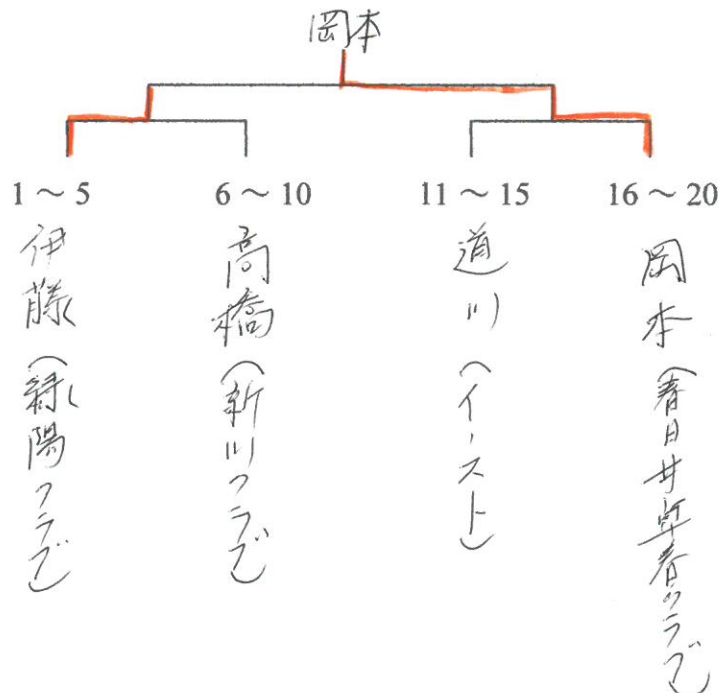 岡本
1～5
6～10
11～15
16～20
伊藤(緑陽クラブ)
高橋(新川クラブ)
道川(イースト)
岡本(春日井卓春クラブ)